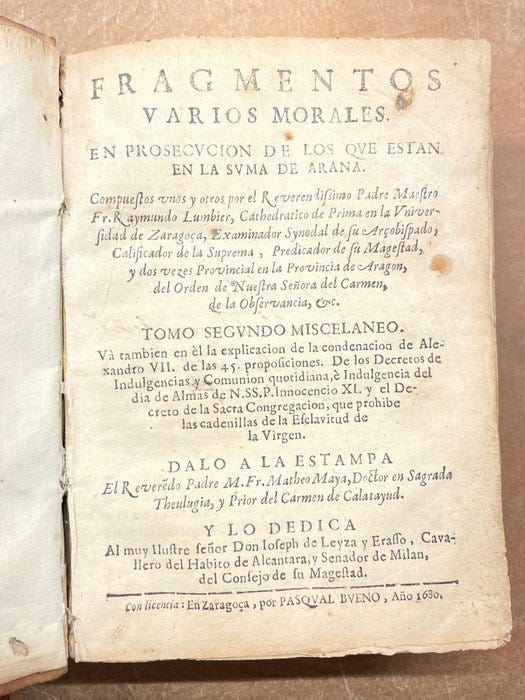 FRAGMENTOS
VARIOS MORALES.
EN PROSECVCION DE LOS QVE ESTAN
EN LA SVMA DE ARANA.
Compuestos vnos y otros por el Reverendissimo Padre Maestro
Fr. Raymundo Lumbier, Cathedratico de Prima en la Vniver-
sidad de Zaragoça, Examinador Synodal de su Arçobispado,
Calificador de la Suprema, Predicador de su Magestad,
y dos vezes Provincial en la Provincia de Aragon,
del Orden de Nuestra Señora del Carmen,
de la Observancia, &c.
TOMO SEGVNDO MISCELANEO.
Và tambien en èl la explicacion de la condenacion de Ale-
xandro VII. de las 45. proposiciones. De los Decretos de
Indulgencias y Comunion quotidiana, è Indulgencia del
dia de Almas de N. SS. P. Innocencio XI. y el De-
creto de la Sacra Congregacion, que prohibe
las cadenillas de la Esclavitud de
la Virgen.
DALO A LA ESTAMPA
El Reverẽdo Padre M. Fr. Matheo Maya, Doctor en Sagrada
Theulugia, y Prior del Carmen de Calatayud.
Y LO DEDICA
Al muy Ilustre señor Don Ioseph de Leyza y Erasso, Cava-
llero del Habito de Alcantara, y Senador de Milan,
del Consejo de su Magestad.
Con licencia: En Zaragoça, por PASQVAL BVENO, Año 1680.